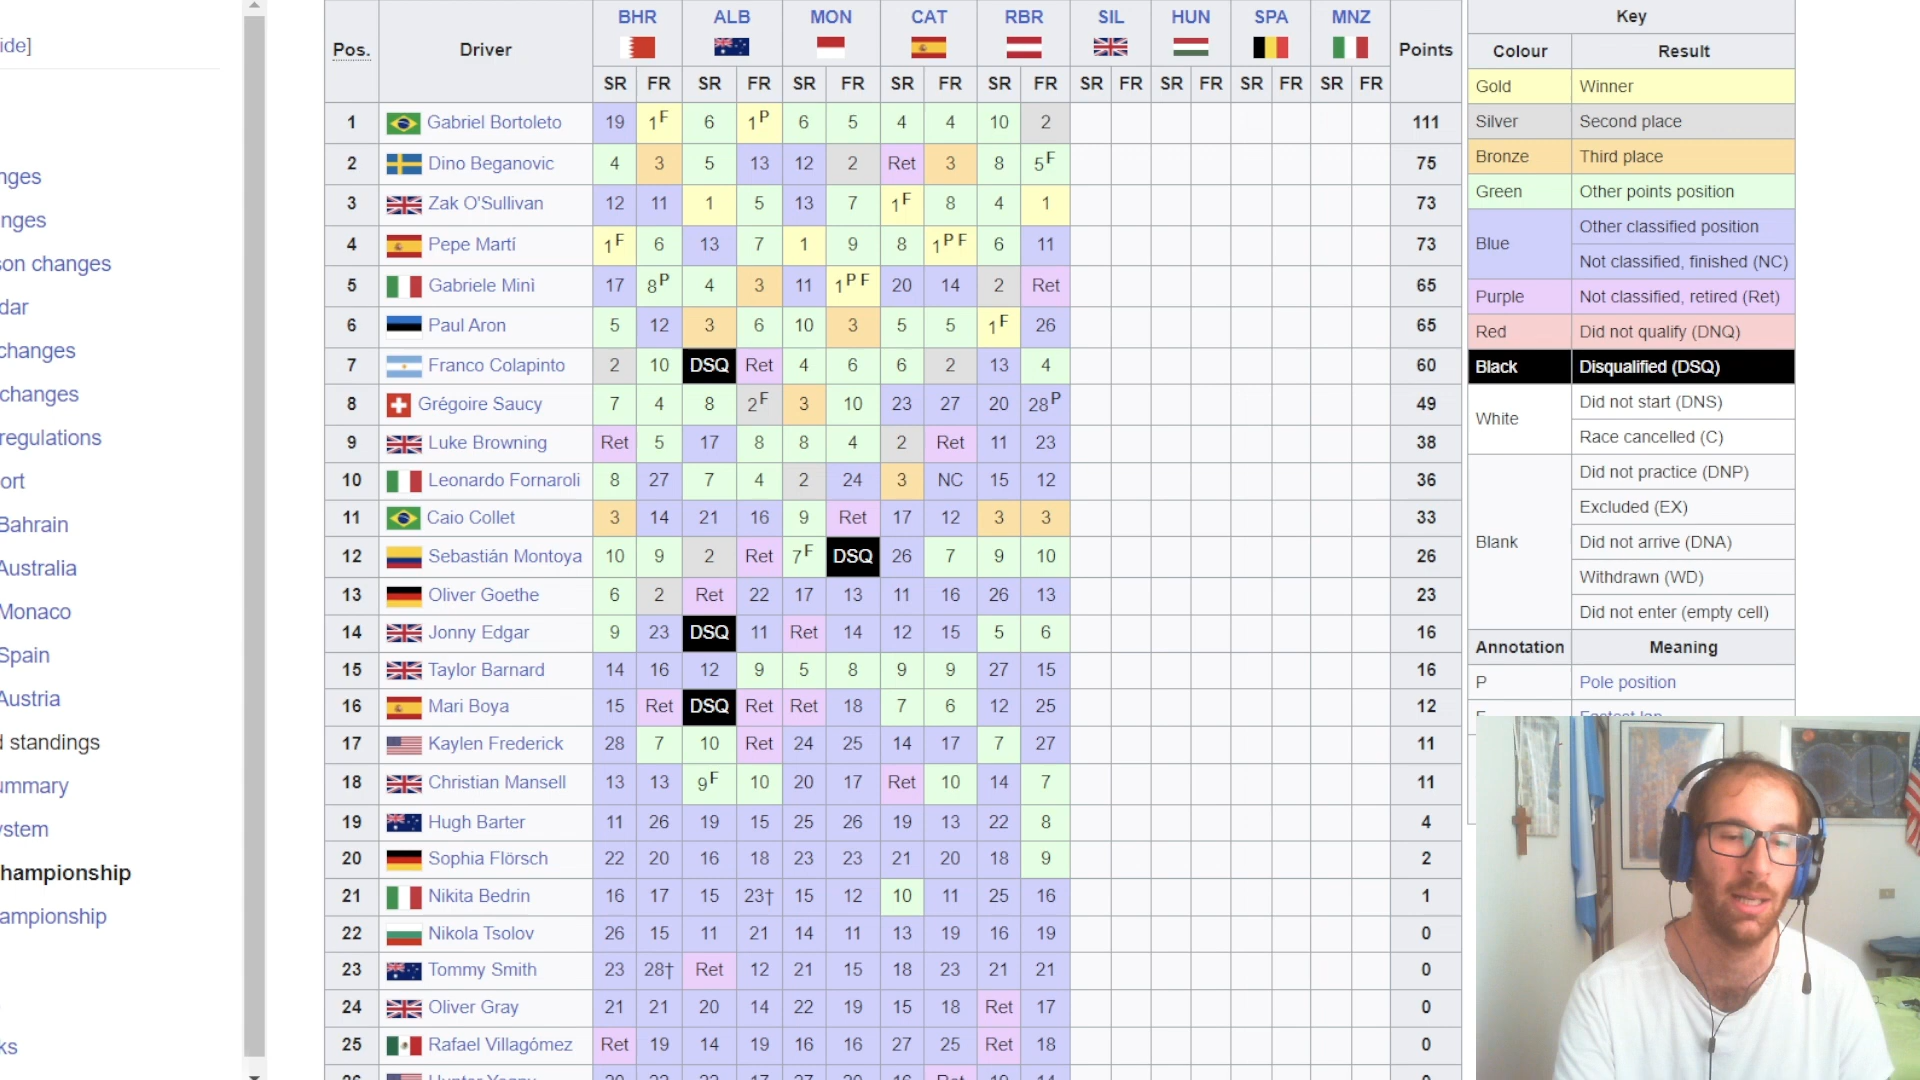 ide]
nges
nges
son changes
dar
changes
changes
regulations
ort
Bahrain
Australia
Monaco
Spain
Austria
d standings
ummary
ystem
hampionship
ampionship
ks
Pos. Driver BHR ALB MON CAT RBR SIL HUN SPA MNZ Points
SR FR SR FR SR FR SR FR SR FR SR FR SR FR SR FR SR FR
1 Gabriel Bortoleto 19 1F 6 1P 6 5 4 4 10 2 111
2 Dino Beganovic 4 3 5 13 12 2 Ret 3 8 5F 75
3 Zak O'Sullivan 12 11 1 5 13 7 1F 8 4 1 73
4 Pepe Martí 1F 6 13 7 1 9 8 1P F 6 11 73
5 Gabriele Minì 17 8P 4 3 11 1P F 20 14 2 Ret 65
6 Paul Aron 5 12 3 6 10 3 5 5 1F 26 65
7 Franco Colapinto 2 10 DSQ Ret 4 6 6 2 13 4 60
8 Grégoire Saucy 7 4 8 2F 3 10 23 27 20 28P 49
9 Luke Browning Ret 5 17 8 8 4 2 Ret 11 23 38
10 Leonardo Fornaroli 8 27 7 4 2 24 3 NC 15 12 36
11 Caio Collet 3 14 21 16 9 Ret 17 12 3 3 33
12 Sebastián Montoya 10 9 2 Ret 7F DSQ 26 7 9 10 26
13 Oliver Goethe 6 2 Ret 22 17 13 11 16 26 13 23
14 Jonny Edgar 9 23 DSQ 11 Ret 14 12 15 5 6 16
15 Taylor Barnard 14 16 12 9 5 8 9 9 27 15 16
16 Mari Boya 15 Ret DSQ Ret Ret 18 7 6 12 25 12
17 Kaylen Frederick 28 7 10 Ret 24 25 14 17 7 27 11
18 Christian Mansell 13 13 9F 10 20 17 Ret 10 14 7 11
19 Hugh Barter 11 26 19 15 25 26 19 13 22 8 4
20 Sophia Flörsch 22 20 16 18 23 23 21 20 18 9 2
21 Nikita Bedrin 16 17 15 23† 15 12 10 11 25 16 1
22 Nikola Tsolov 26 15 11 21 14 11 13 19 16 19 0
23 Tommy Smith 23 28† Ret 12 21 15 18 23 21 21 0
24 Oliver Gray 21 21 20 14 22 19 15 18 Ret 17 0
25 Rafael Villagómez Ret 19 14 19 16 16 27 25 Ret 18 0
Key
Colour Result
Gold Winner
Silver Second place
Bronze Third place
Green Other points position
Blue Other classified position
Not classified, finished (NC)
Purple Not classified, retired (Ret)
Red Did not qualify (DNQ)
Black Disqualified (DSQ)
White Did not start (DNS)
Race cancelled (C)
Blank Did not practice (DNP)
Excluded (EX)
Did not arrive (DNA)
Withdrawn (WD)
Did not enter (empty cell)
Annotation Meaning
P Pole position
F Fastest lap